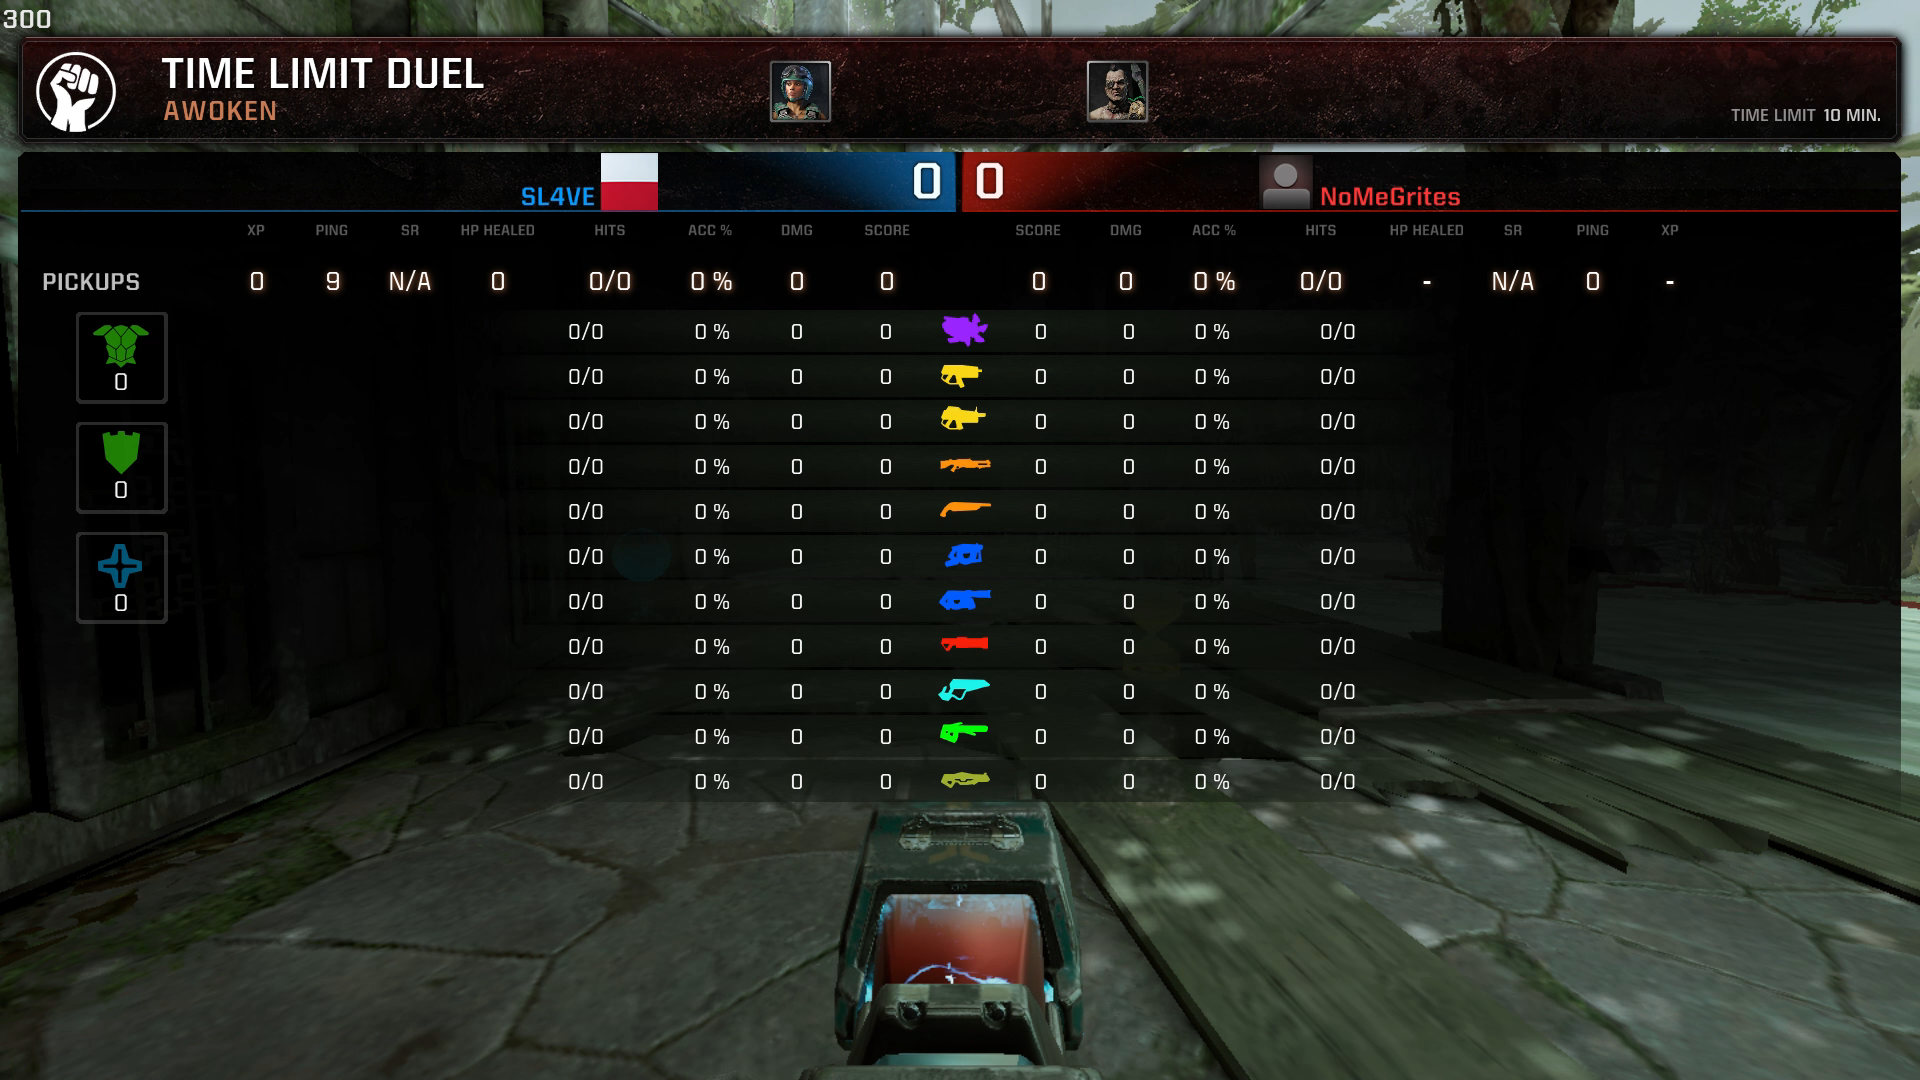 300
TIME LIMIT DUEL
AWOKEN
TIME LIMIT 10 MIN.
SL4VE 0 0 NoMeGrites
XP PING SR HP HEALED HITS ACC % DMG SCORE SCORE DMG ACC % HITS HP HEALED SR PING XP
PICKUPS 0 9 N/A 0 0/0 0 % 0 0 0 0 0 % 0/0 - N/A 0 -
0/0 0 % 0 0 0 0 0 % 0/0
0
0/0 0 % 0 0 0 0 0 % 0/0
0/0 0 % 0 0 0 0 0 % 0/0
0/0 0 % 0 0 0 0 0 % 0/0
0
0/0 0 % 0 0 0 0 0 % 0/0
0/0 0 % 0 0 0 0 0 % 0/0
0
0/0 0 % 0 0 0 0 0 % 0/0
0/0 0 % 0 0 0 0 0 % 0/0
0/0 0 % 0 0 0 0 0 % 0/0
0/0 0 % 0 0 0 0 0 % 0/0
0/0 0 % 0 0 0 0 0 % 0/0